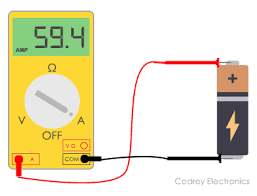 59.4
AMP
Ω
V A
OFF
V Ω
A COM
+
-
Codrey Electronics